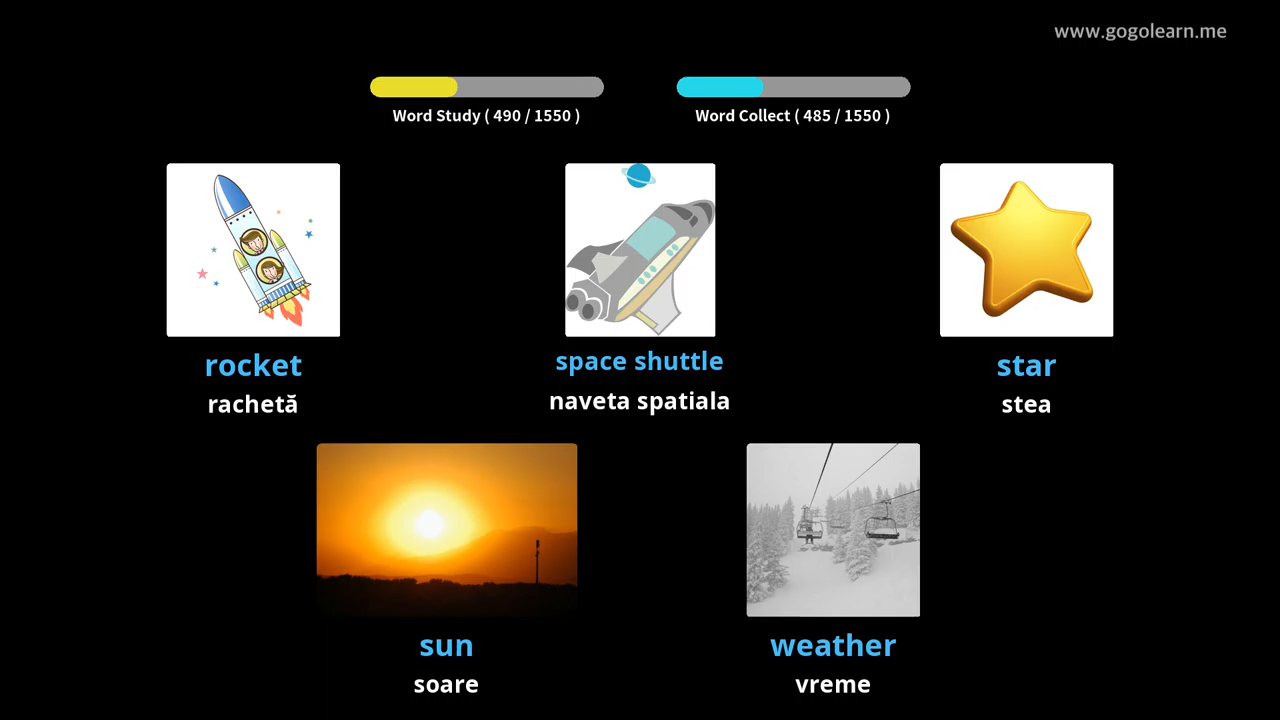 www.gogolearn.me
Word Study ( 490 / 1550 )
Word Collect ( 485 / 1550 )
rocket
rachetă
space shuttle
naveta spatiala
star
stea
sun
soare
weather
vreme